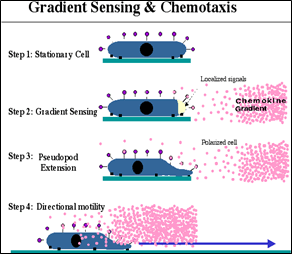 Gradient Sensing & Chemotaxis
Step 1: Stationary Cell
Localized signals
Step 2: Gradient Sensing
Chemokine
Gradient
Step 3:
Polarized cell
Pseudopod
Extension
Step 4: Directional motility